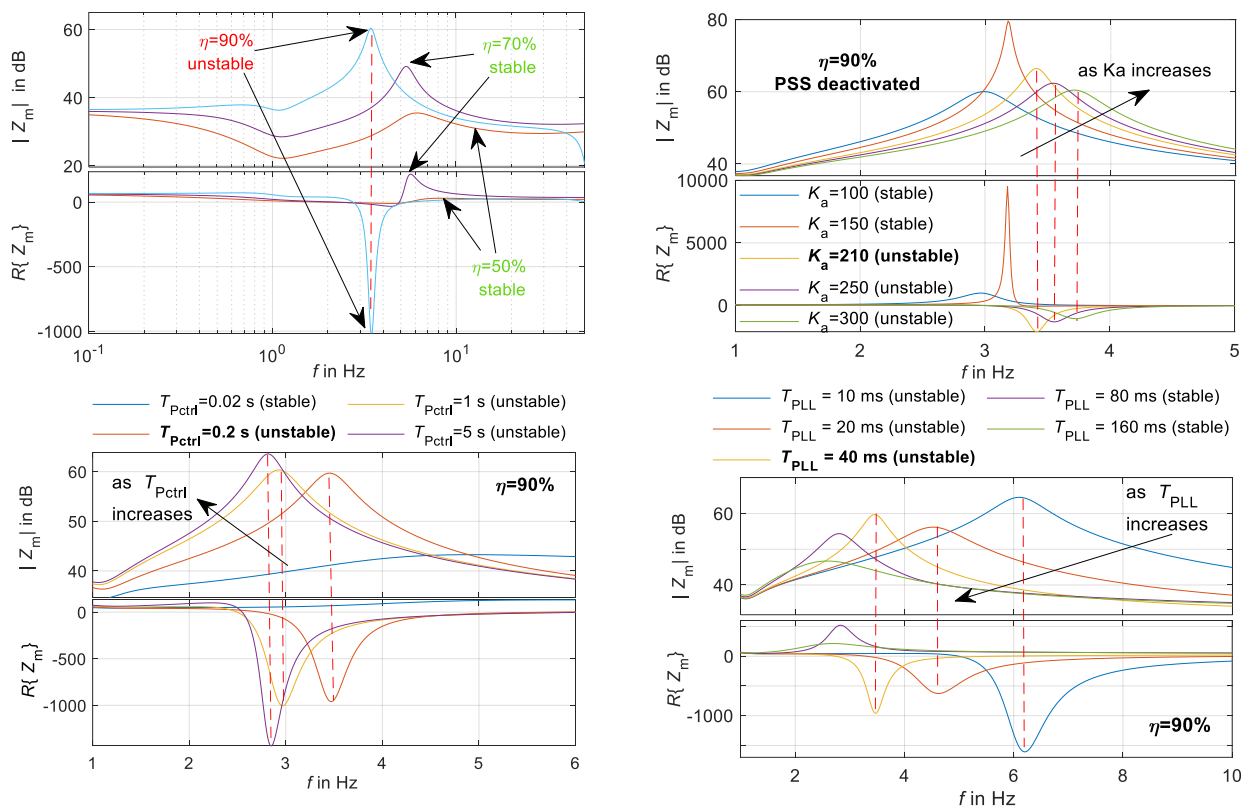 60
40
20
| Z_m| in dB
η=90%
unstable
η=70%
stable
0
-500
-1000
R{ Z_m}
η=50%
stable
10^-1
10^0
10^1
f in Hz
80
60
40
| Z_m| in dB
η=90%
PSS deactivated
as Ka increases
10000
5000
0
R{ Z_m}
K_a=100 (stable)
K_a=150 (stable)
K_a=210 (unstable)
K_a=250 (unstable)
K_a=300 (unstable)
1 2 3 4 5
f in Hz
T_Pctrl=0.02 s (stable) T_Pctrl=1 s (unstable)
T_Pctrl=0.2 s (unstable) T_Pctrl=5 s (unstable)
60
50
40
| Z_m| in dB
as T_Pctrl
increases
η=90%
0
-500
-1000
R{ Z_m}
1 2 3 4 5 6
f in Hz
T_PLL = 10 ms (unstable) T_PLL = 80 ms (stable)
T_PLL = 20 ms (unstable) T_PLL = 160 ms (stable)
T_PLL = 40 ms (unstable)
60
40
| Z_m| in dB
as T_PLL
increases
0
-1000
R{ Z_m}
η=90%
2 4 6 8 10
f in Hz